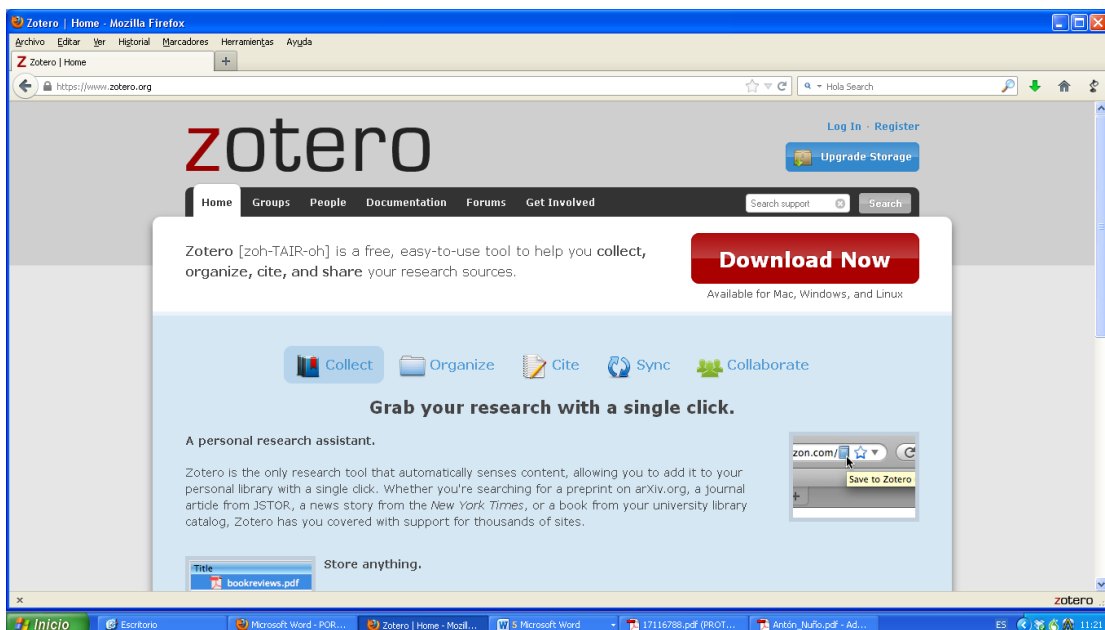 Zotero | Home - Mozilla Firefox
Archivo Editar Ver Historial Marcadores Herramientas Ayuda
Z Zotero | Home +
https://www.zotero.org
Hola Search
zotero
Log In · Register
Upgrade Storage
Home Groups People Documentation Forums Get Involved
Search support Search
Zotero [zoh-TAIR-oh] is a free, easy-to-use tool to help you collect,
organize, cite, and share your research sources.
Download Now
Available for Mac, Windows, and Linux
Collect Organize Cite Sync Collaborate
Grab your research with a single click.
A personal research assistant.
Zotero is the only research tool that automatically senses content, allowing you to add it to your
personal library with a single click. Whether you're searching for a preprint on arXiv.org, a journal
article from JSTOR, a news story from the New York Times, or a book from your university library
catalog, Zotero has you covered with support for thousands of sites.
zon.com/
Save to Zotero
Store anything.
Title
bookreviews.pdf
zotero
Inicio Escritorio Microsoft Word - POR... Zotero | Home - Mozill... 5 Microsoft Word 17116788.pdf (PROT... Antón_Nuño.pdf - Ad... ES 11:21